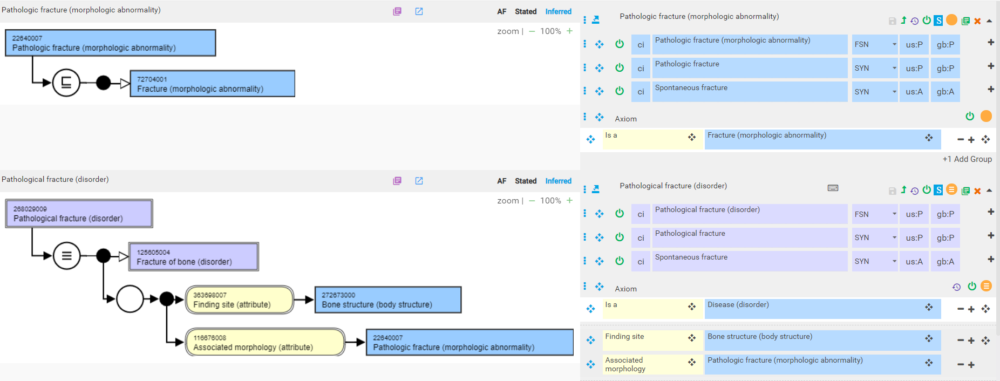 Pathologic fracture (morphologic abnormality)
AF Stated Inferred
zoom | − 100% +
22640007
Pathologic fracture (morphologic abnormality)
72704001
Fracture (morphologic abnormality)
Pathological fracture (disorder)
AF Stated Inferred
zoom | − 100% +
268029009
Pathological fracture (disorder)
125605004
Fracture of bone (disorder)
363698007
Finding site (attribute)
272673000
Bone structure (body structure)
116676008
Associated morphology (attribute)
22640007
Pathologic fracture (morphologic abnormality)
Pathologic fracture (morphologic abnormality)
S
ci Pathologic fracture (morphologic abnormality) FSN us:P gb:P
ci Pathologic fracture SYN us:P gb:P
ci Spontaneous fracture SYN us:A gb:A
Axiom
Is a Fracture (morphologic abnormality)
+1 Add Group
Pathological fracture (disorder)
S
ci Pathological fracture (disorder) FSN us:P gb:P
ci Pathological fracture SYN us:P gb:P
ci Spontaneous fracture SYN us:A gb:A
Axiom
Is a Disease (disorder)
Finding site Bone structure (body structure)
Associated morphology Pathologic fracture (morphologic abnormality)